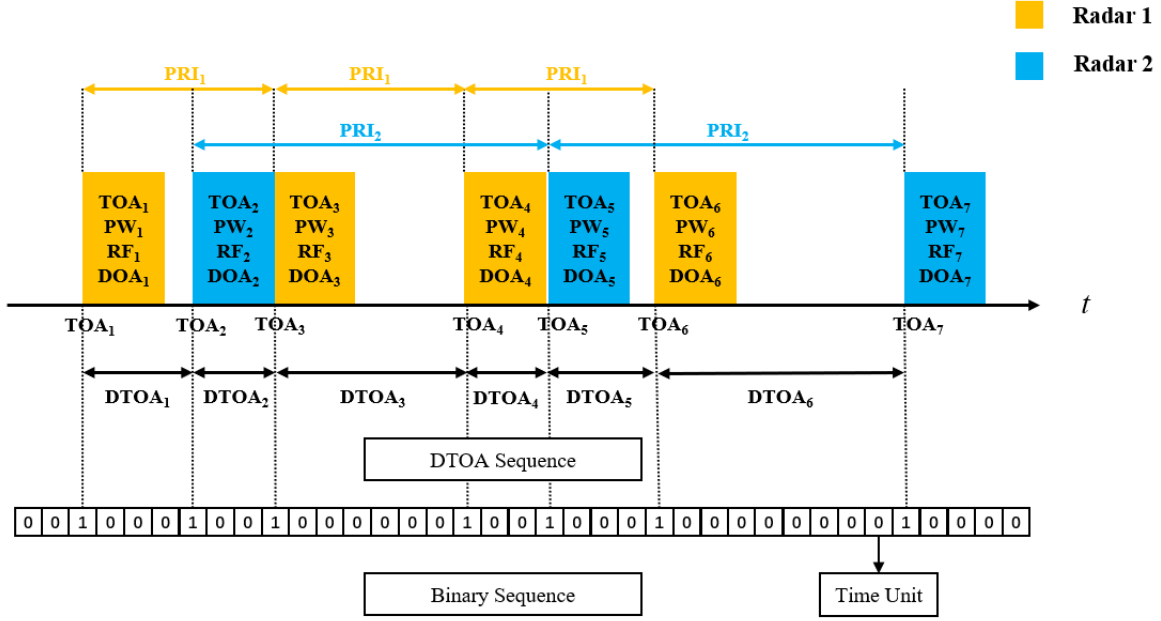 Radar 1
Radar 2
PRI₁ PRI₁ PRI₁
PRI₂ PRI₂
TOA₁ TOA₂ TOA₃ TOA₄ TOA₅ TOA₆ TOA₇
PW₁ PW₂ PW₃ PW₄ PW₅ PW₆ PW₇
RF₁ RF₂ RF₃ RF₄ RF₅ RF₆ RF₇
DOA₁ DOA₂ DOA₃ DOA₄ DOA₅ DOA₆ DOA₇
t
TOA₁ TOA₂ TOA₃ TOA₄ TOA₅ TOA₆ TOA₇
DTOA₁ DTOA₂ DTOA₃ DTOA₄ DTOA₅ DTOA₆
DTOA Sequence
0 0 1 0 0 0 1 0 0 1 0 0 0 0 0 0 1 0 0 1 0 0 0 1 0 0 0 0 0 0 0 0 1 0 0 0 0
Binary Sequence Time Unit